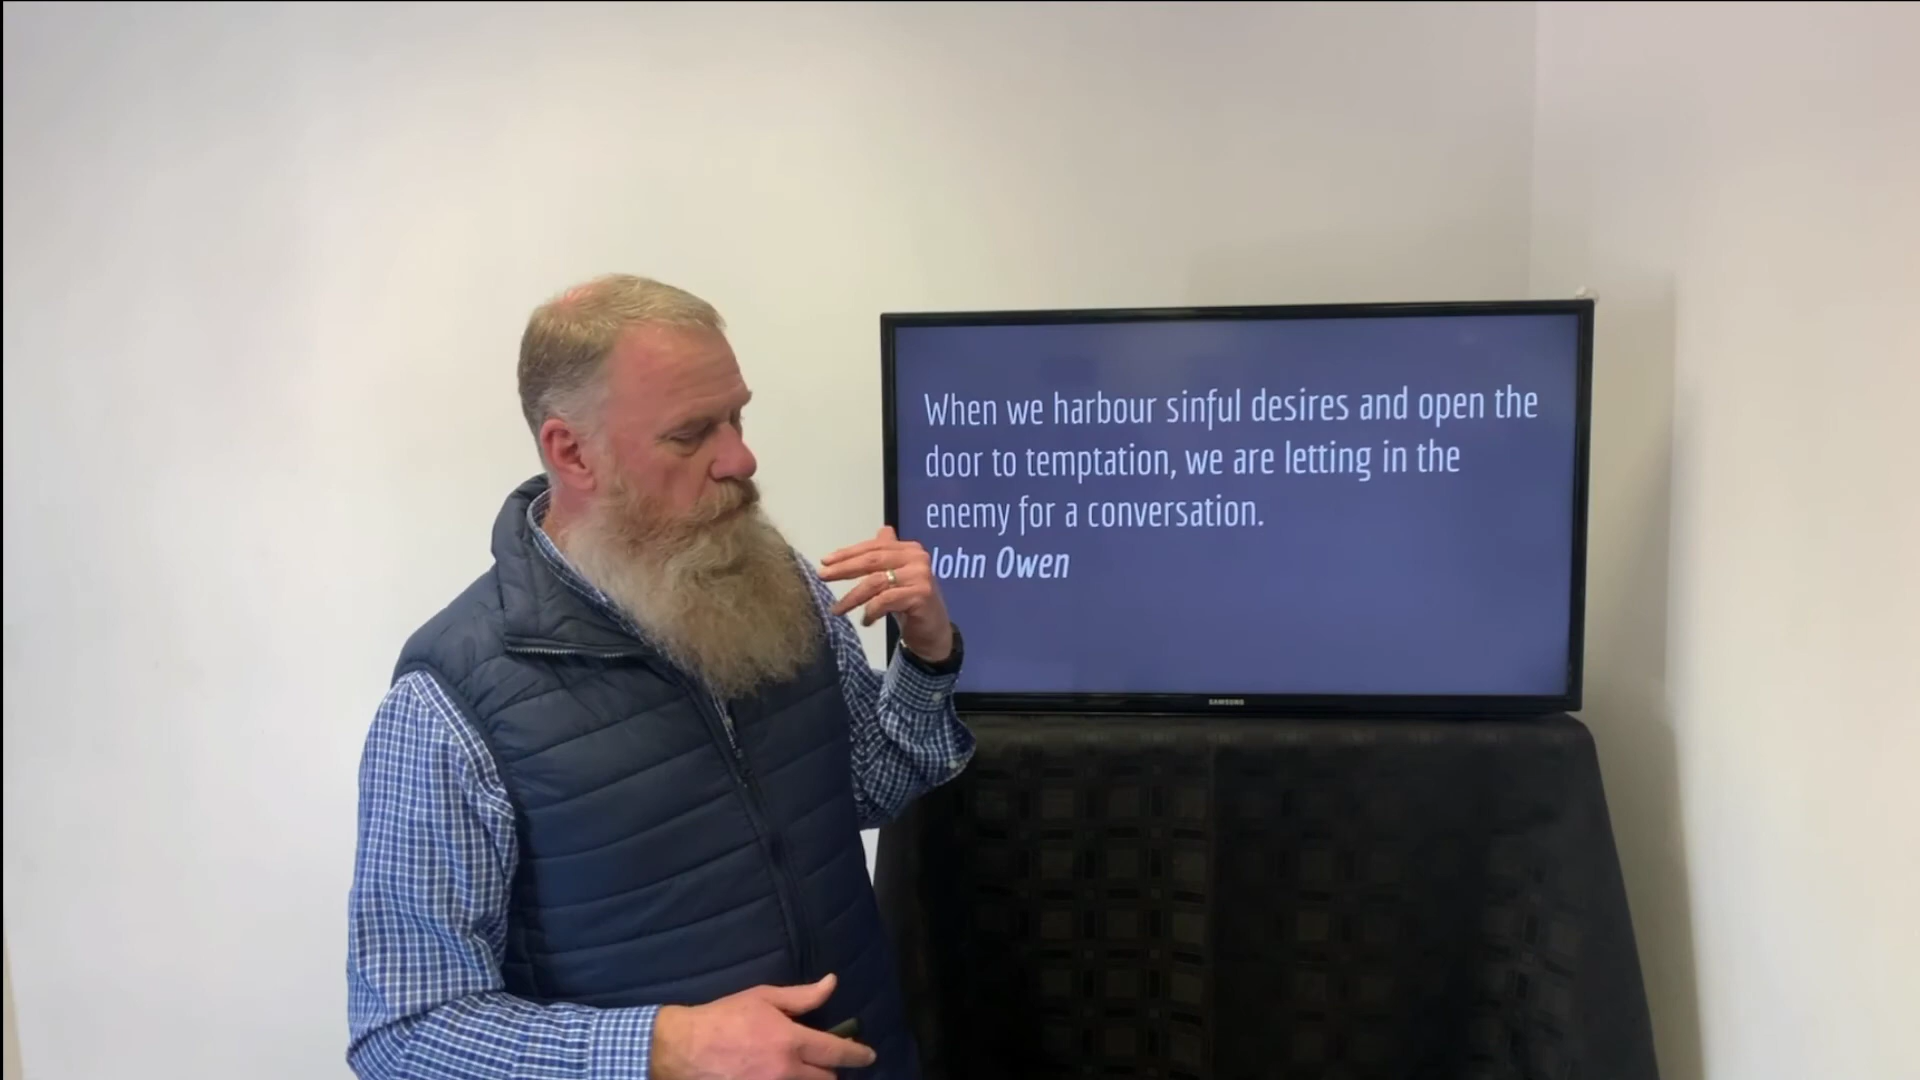 When we harbour sinful desires and open the
door to temptation, we are letting in the
enemy for a conversation.
John Owen
SAMSUNG